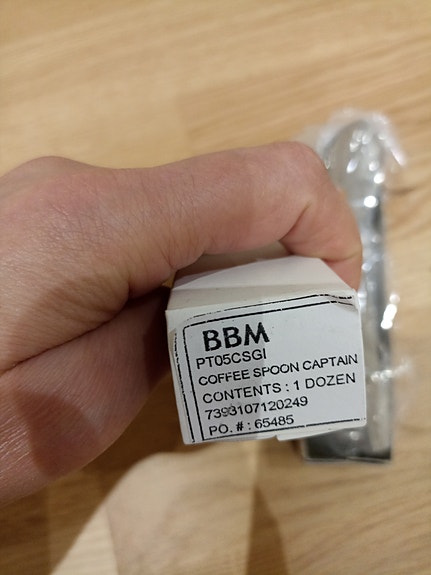 BBM
PT05CSGI
COFFEE SPOON CAPTAIN
CONTENTS : 1 DOZEN
7393107120249
PO. # : 65485